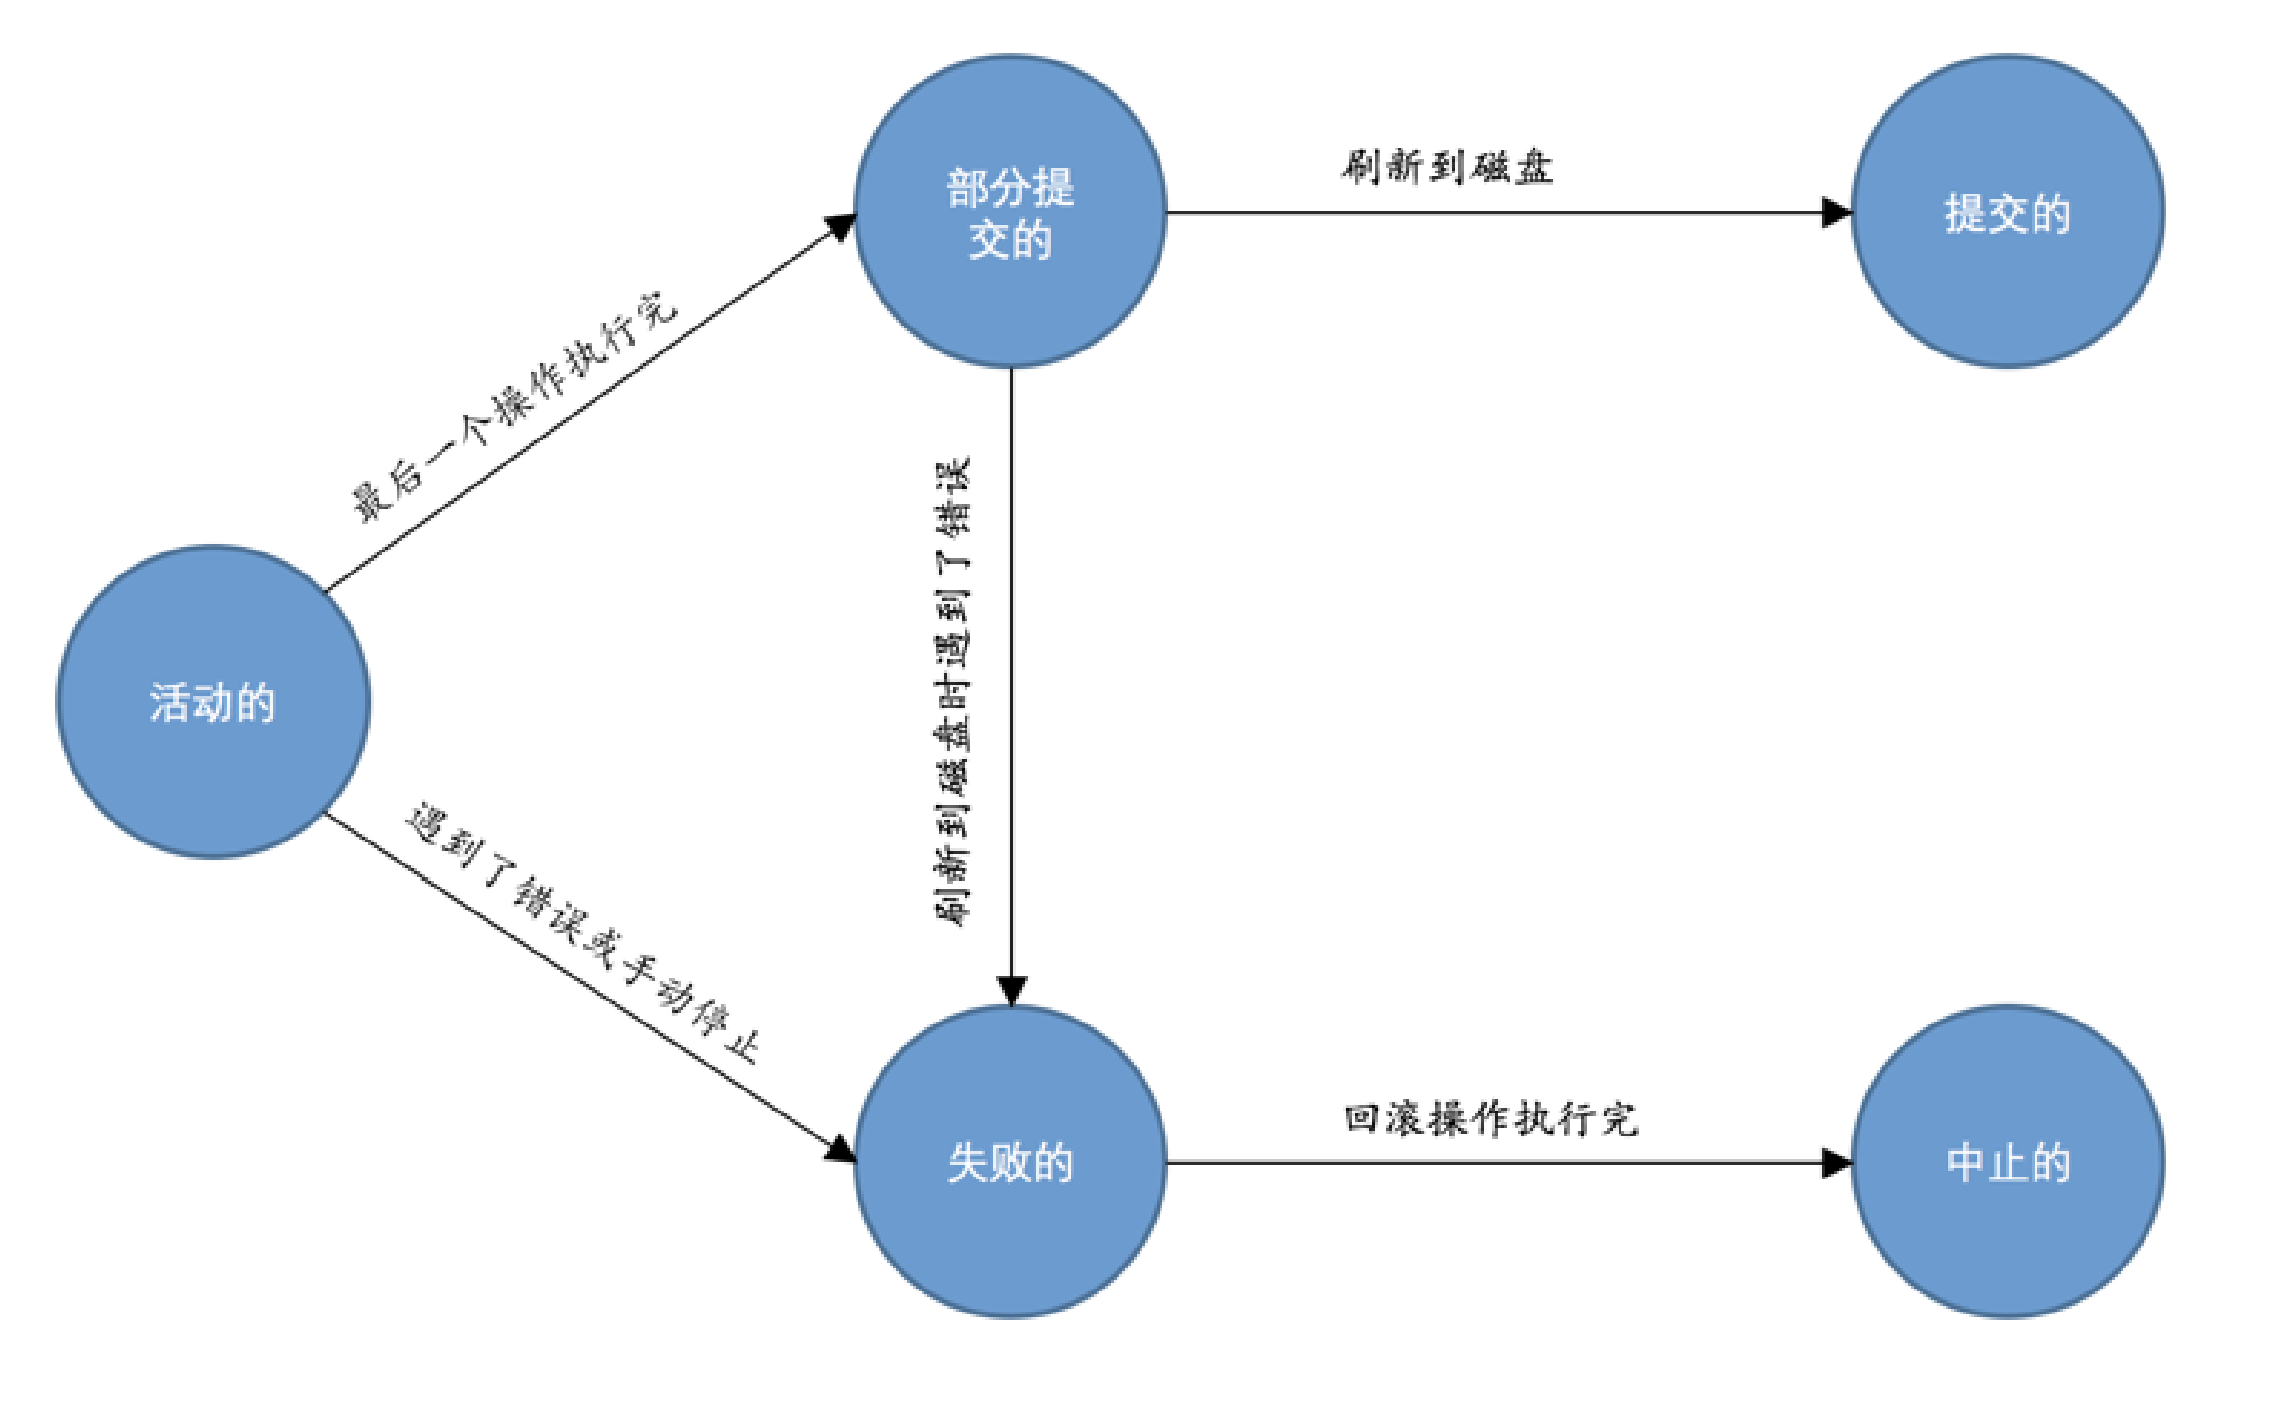 部分提
交的
刷新到磁盘
提交的
最后一个操作执行完
刷新到磁盘时遇到了错误
活动的
遇到了错误或手动停止
失败的
回滚操作执行完
中止的